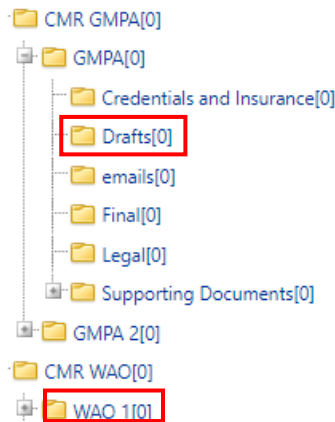 CMR GMPA[0]
GMPA[0]
Credentials and Insurance[0]
Drafts[0]
emails[0]
Final[0]
Legal[0]
Supporting Documents[0]
GMPA 2[0]
CMR WAO[0]
WAO 1[0]